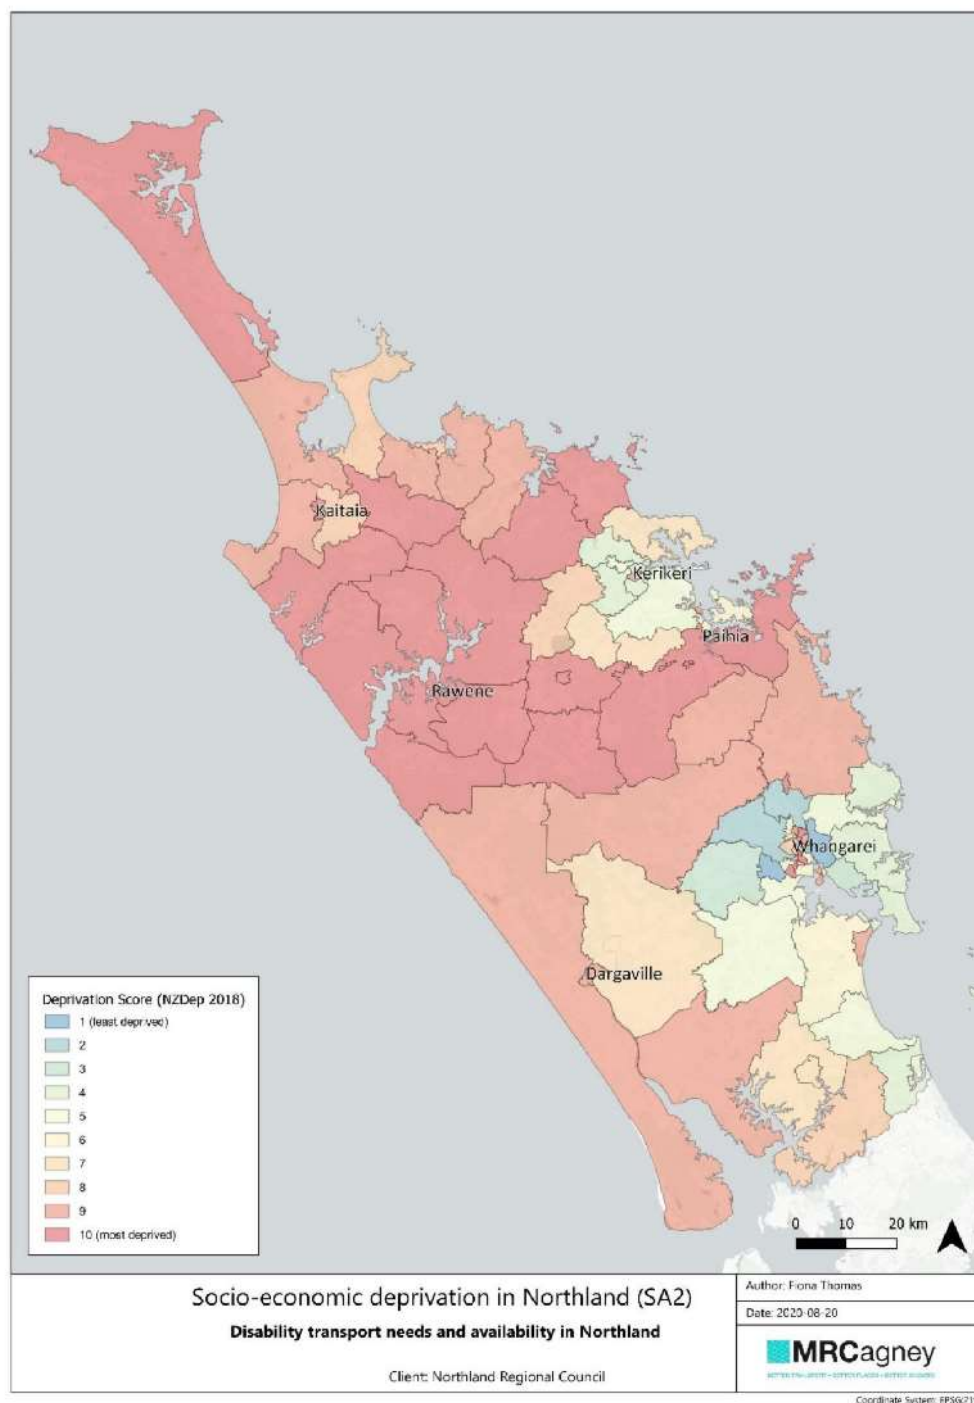 Kaitaia
Kerikeri
Paihia
Rawene
Whangarei
Dargaville
Deprivation Score (NZDep 2018)
1 (least deprived)
2
3
4
5
6
7
8
9
10 (most deprived)
0 10 20 km
Socio-economic deprivation in Northland (SA2)
Disability transport needs and availability in Northland
Client: Northland Regional Council
Author: Fiona Thomas
Date: 2020-08-20
MRCagney
Coordinate System: